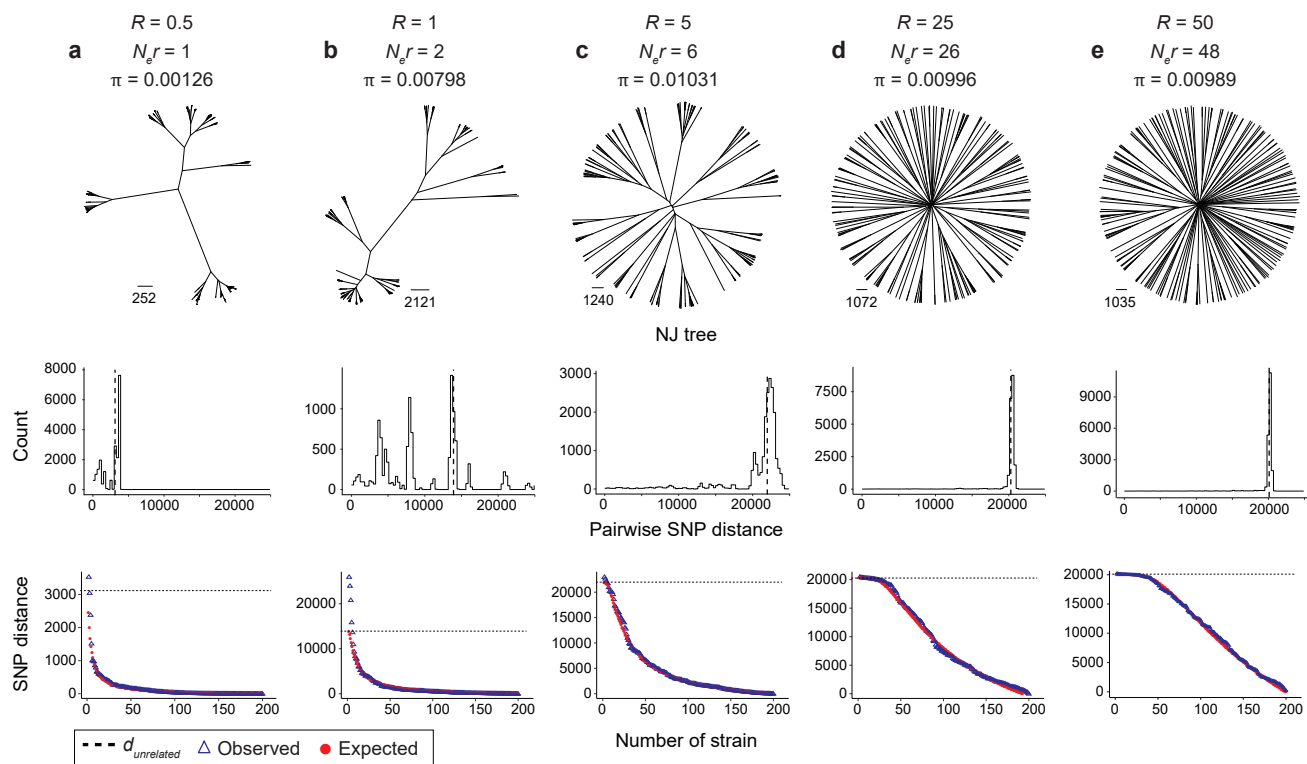 R = 0.5 R = 1 R = 5 R = 25 R = 50
a b c d e
Nₑr = 1 Nₑr = 2 Nₑr = 6 Nₑr = 26 Nₑr = 48
π = 0.00126 π = 0.00798 π = 0.01031 π = 0.00996 π = 0.00989
252 2121 1240 1072 1035
NJ tree
Count
8000
6000
4000
2000
0
0 10000 20000
1000
500
0
0 10000 20000
3000
2000
1000
0
0 10000 20000
7500
5000
2500
0
0 10000 20000
9000
6000
3000
0
0 10000 20000
Pairwise SNP distance
SNP distance
3000
2000
1000
0
0 50 100 150 200
20000
10000
0
0 50 100 150 200
20000
15000
10000
5000
0
0 50 100 150 200
20000
15000
10000
5000
0
0 50 100 150 200
20000
15000
10000
5000
0
0 50 100 150 200
Number of strain
d unrelated Observed Expected